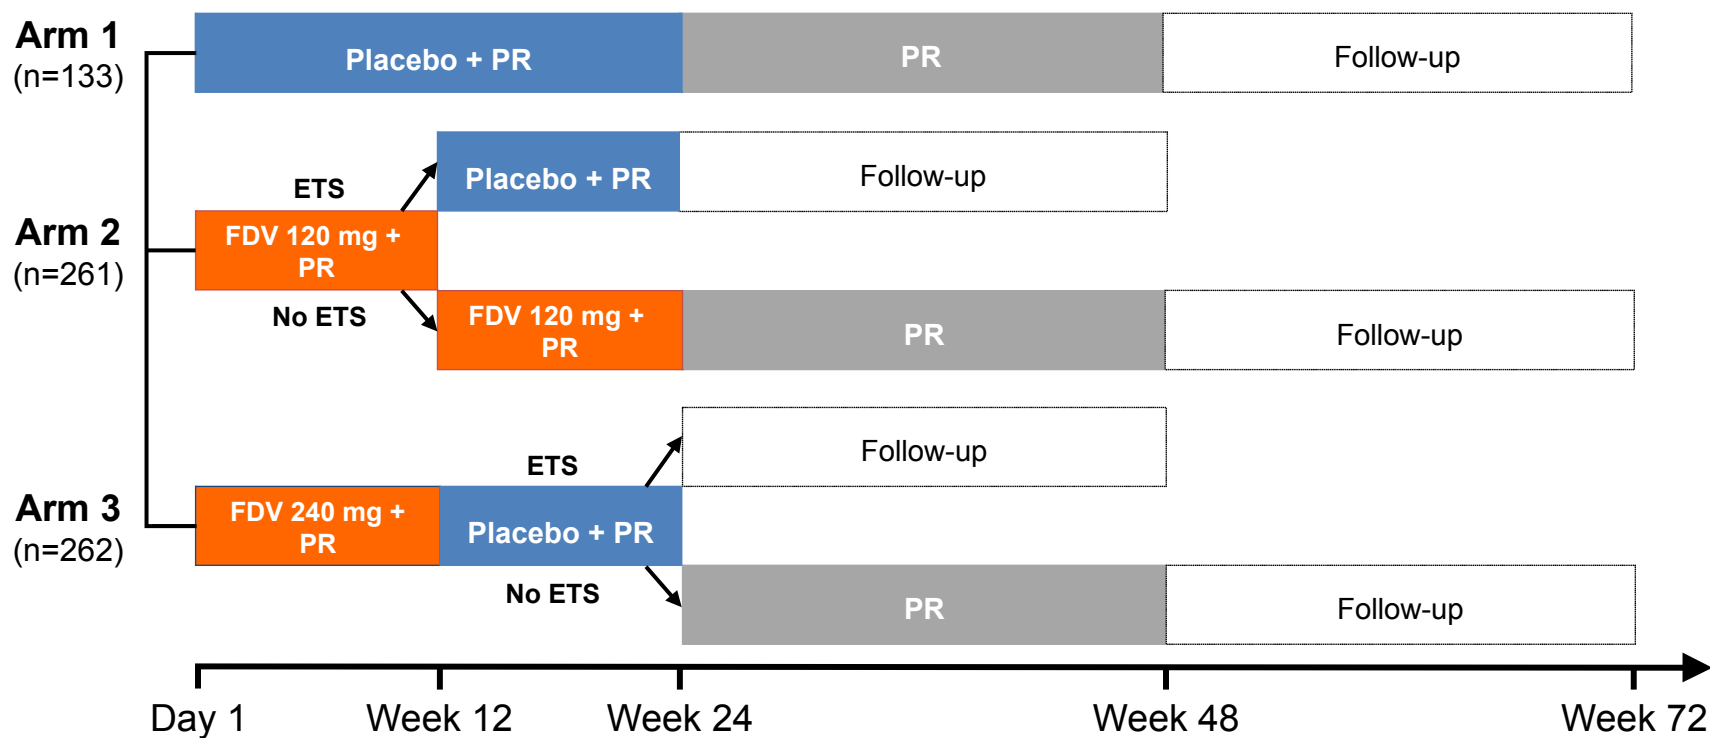 Arm 1
(n=133)
Placebo + PR
PR
Follow-up
Placebo + PR
Follow-up
ETS
Arm 2
(n=261)
FDV 120 mg +
PR
No ETS
FDV 120 mg +
PR
PR
Follow-up
Follow-up
ETS
Arm 3
(n=262)
FDV 240 mg +
PR
Placebo + PR
No ETS
PR
Follow-up
Day 1
Week 12
Week 24
Week 48
Week 72